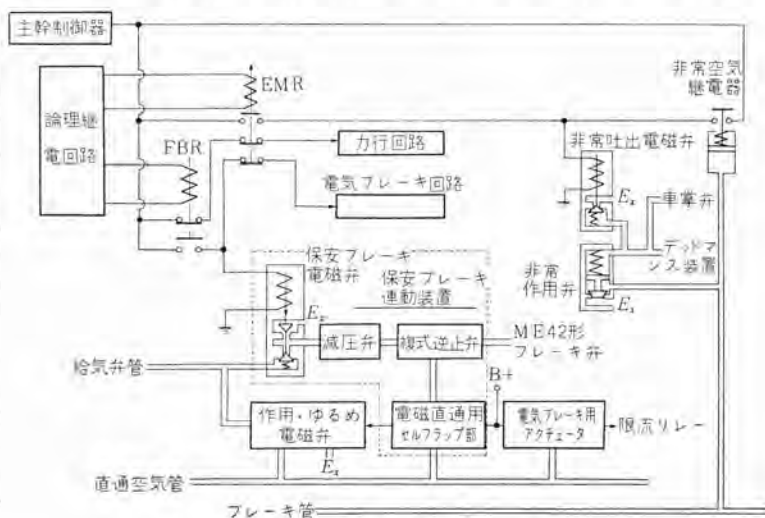 主幹制御器
論理継
電回路
EMR
FBR
力行回路
電気ブレーキ回路
非常空気
継電器
非常吐出電磁弁
Ex
車掌弁
デッドマ
ンス装置
非常
作用弁
Ex
保安ブレーキ
電磁弁
保安ブレーキ
連動装置
Ex
減圧弁
複式逆止弁
ME42形
ブレーキ弁
給気弁管
B+
作用・ゆるめ
電磁弁
Ex
電磁直通用
セルフラップ部
電気ブレーキ用
アクチュータ
限流リレー
直通空気管
ブレーキ管